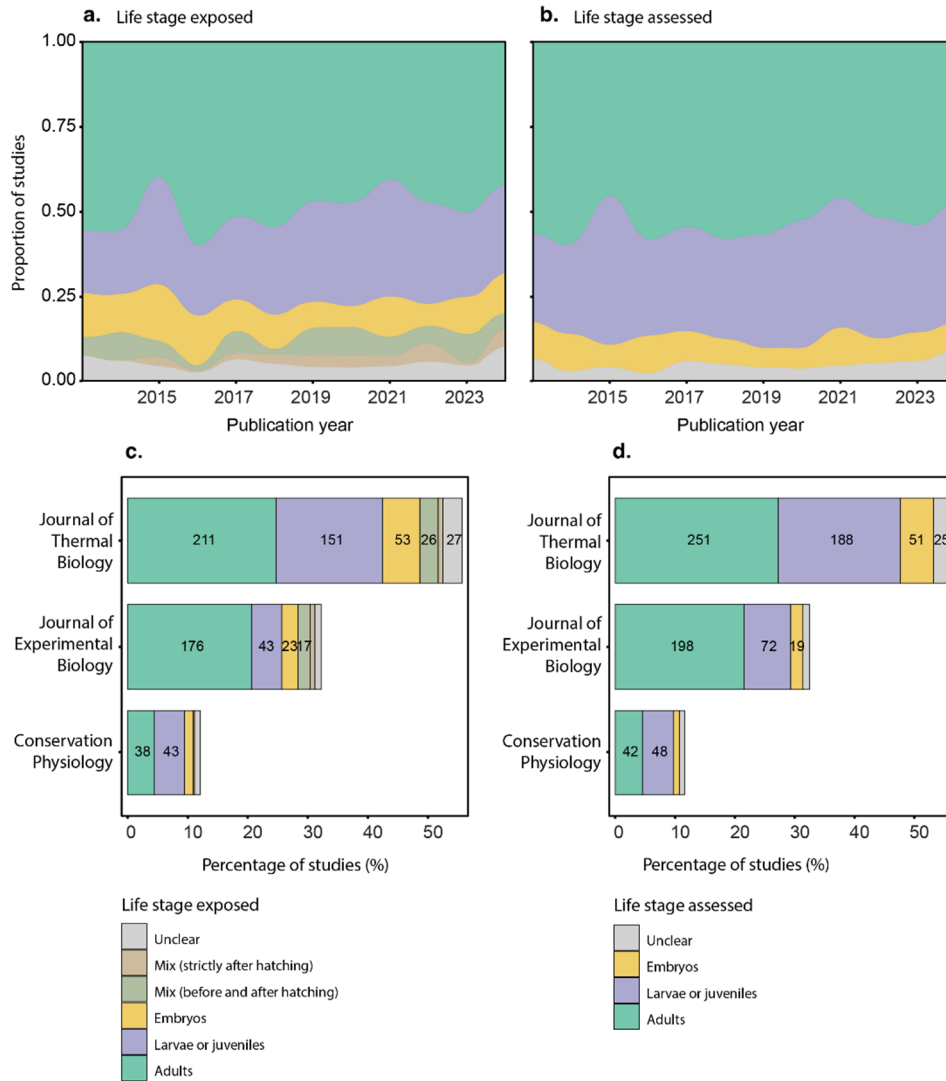 a. Life stage exposed
b. Life stage assessed
Proportion of studies
1.00
0.75
0.50
0.25
0.00
2015 2017 2019 2021 2023
Publication year
2015 2017 2019 2021 2023
Publication year
c.
Journal of
Thermal
Biology
211 151 53 26 27
Journal of
Experimental
Biology
176 43 23 17
Conservation
Physiology
38 43
0 10 20 30 40 50
Percentage of studies (%)
d.
Journal of
Thermal
Biology
251 188 51 25
Journal of
Experimental
Biology
198 72 19
Conservation
Physiology
42 48
0 10 20 30 40 50
Percentage of studies (%)
Life stage exposed
Unclear
Mix (strictly after hatching)
Mix (before and after hatching)
Embryos
Larvae or juveniles
Adults
Life stage assessed
Unclear
Embryos
Larvae or juveniles
Adults